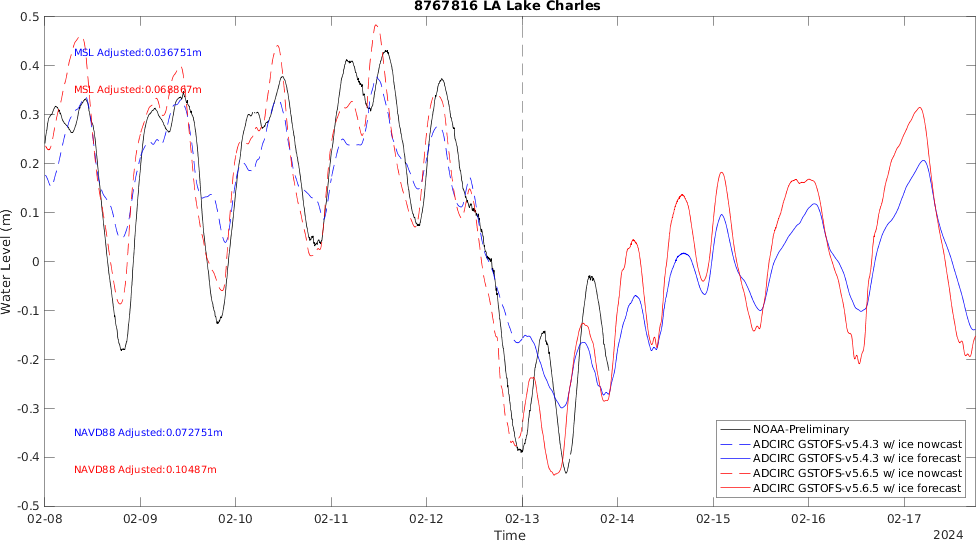 8767816 LA Lake Charles
0.5
0.4
0.3
0.2
0.1
0
-0.1
-0.2
-0.3
-0.4
-0.5
Water Level (m)
MSL Adjusted:0.036751m
MSL Adjusted:0.068867m
NAVD88 Adjusted:0.072751m
NAVD88 Adjusted:0.10487m
NOAA-Preliminary
ADCIRC GSTOFS-v5.4.3 w/ ice nowcast
ADCIRC GSTOFS-v5.4.3 w/ ice forecast
ADCIRC GSTOFS-v5.6.5 w/ ice nowcast
ADCIRC GSTOFS-v5.6.5 w/ ice forecast
02-08 02-09 02-10 02-11 02-12 02-13 02-14 02-15 02-16 02-17
Time
2024